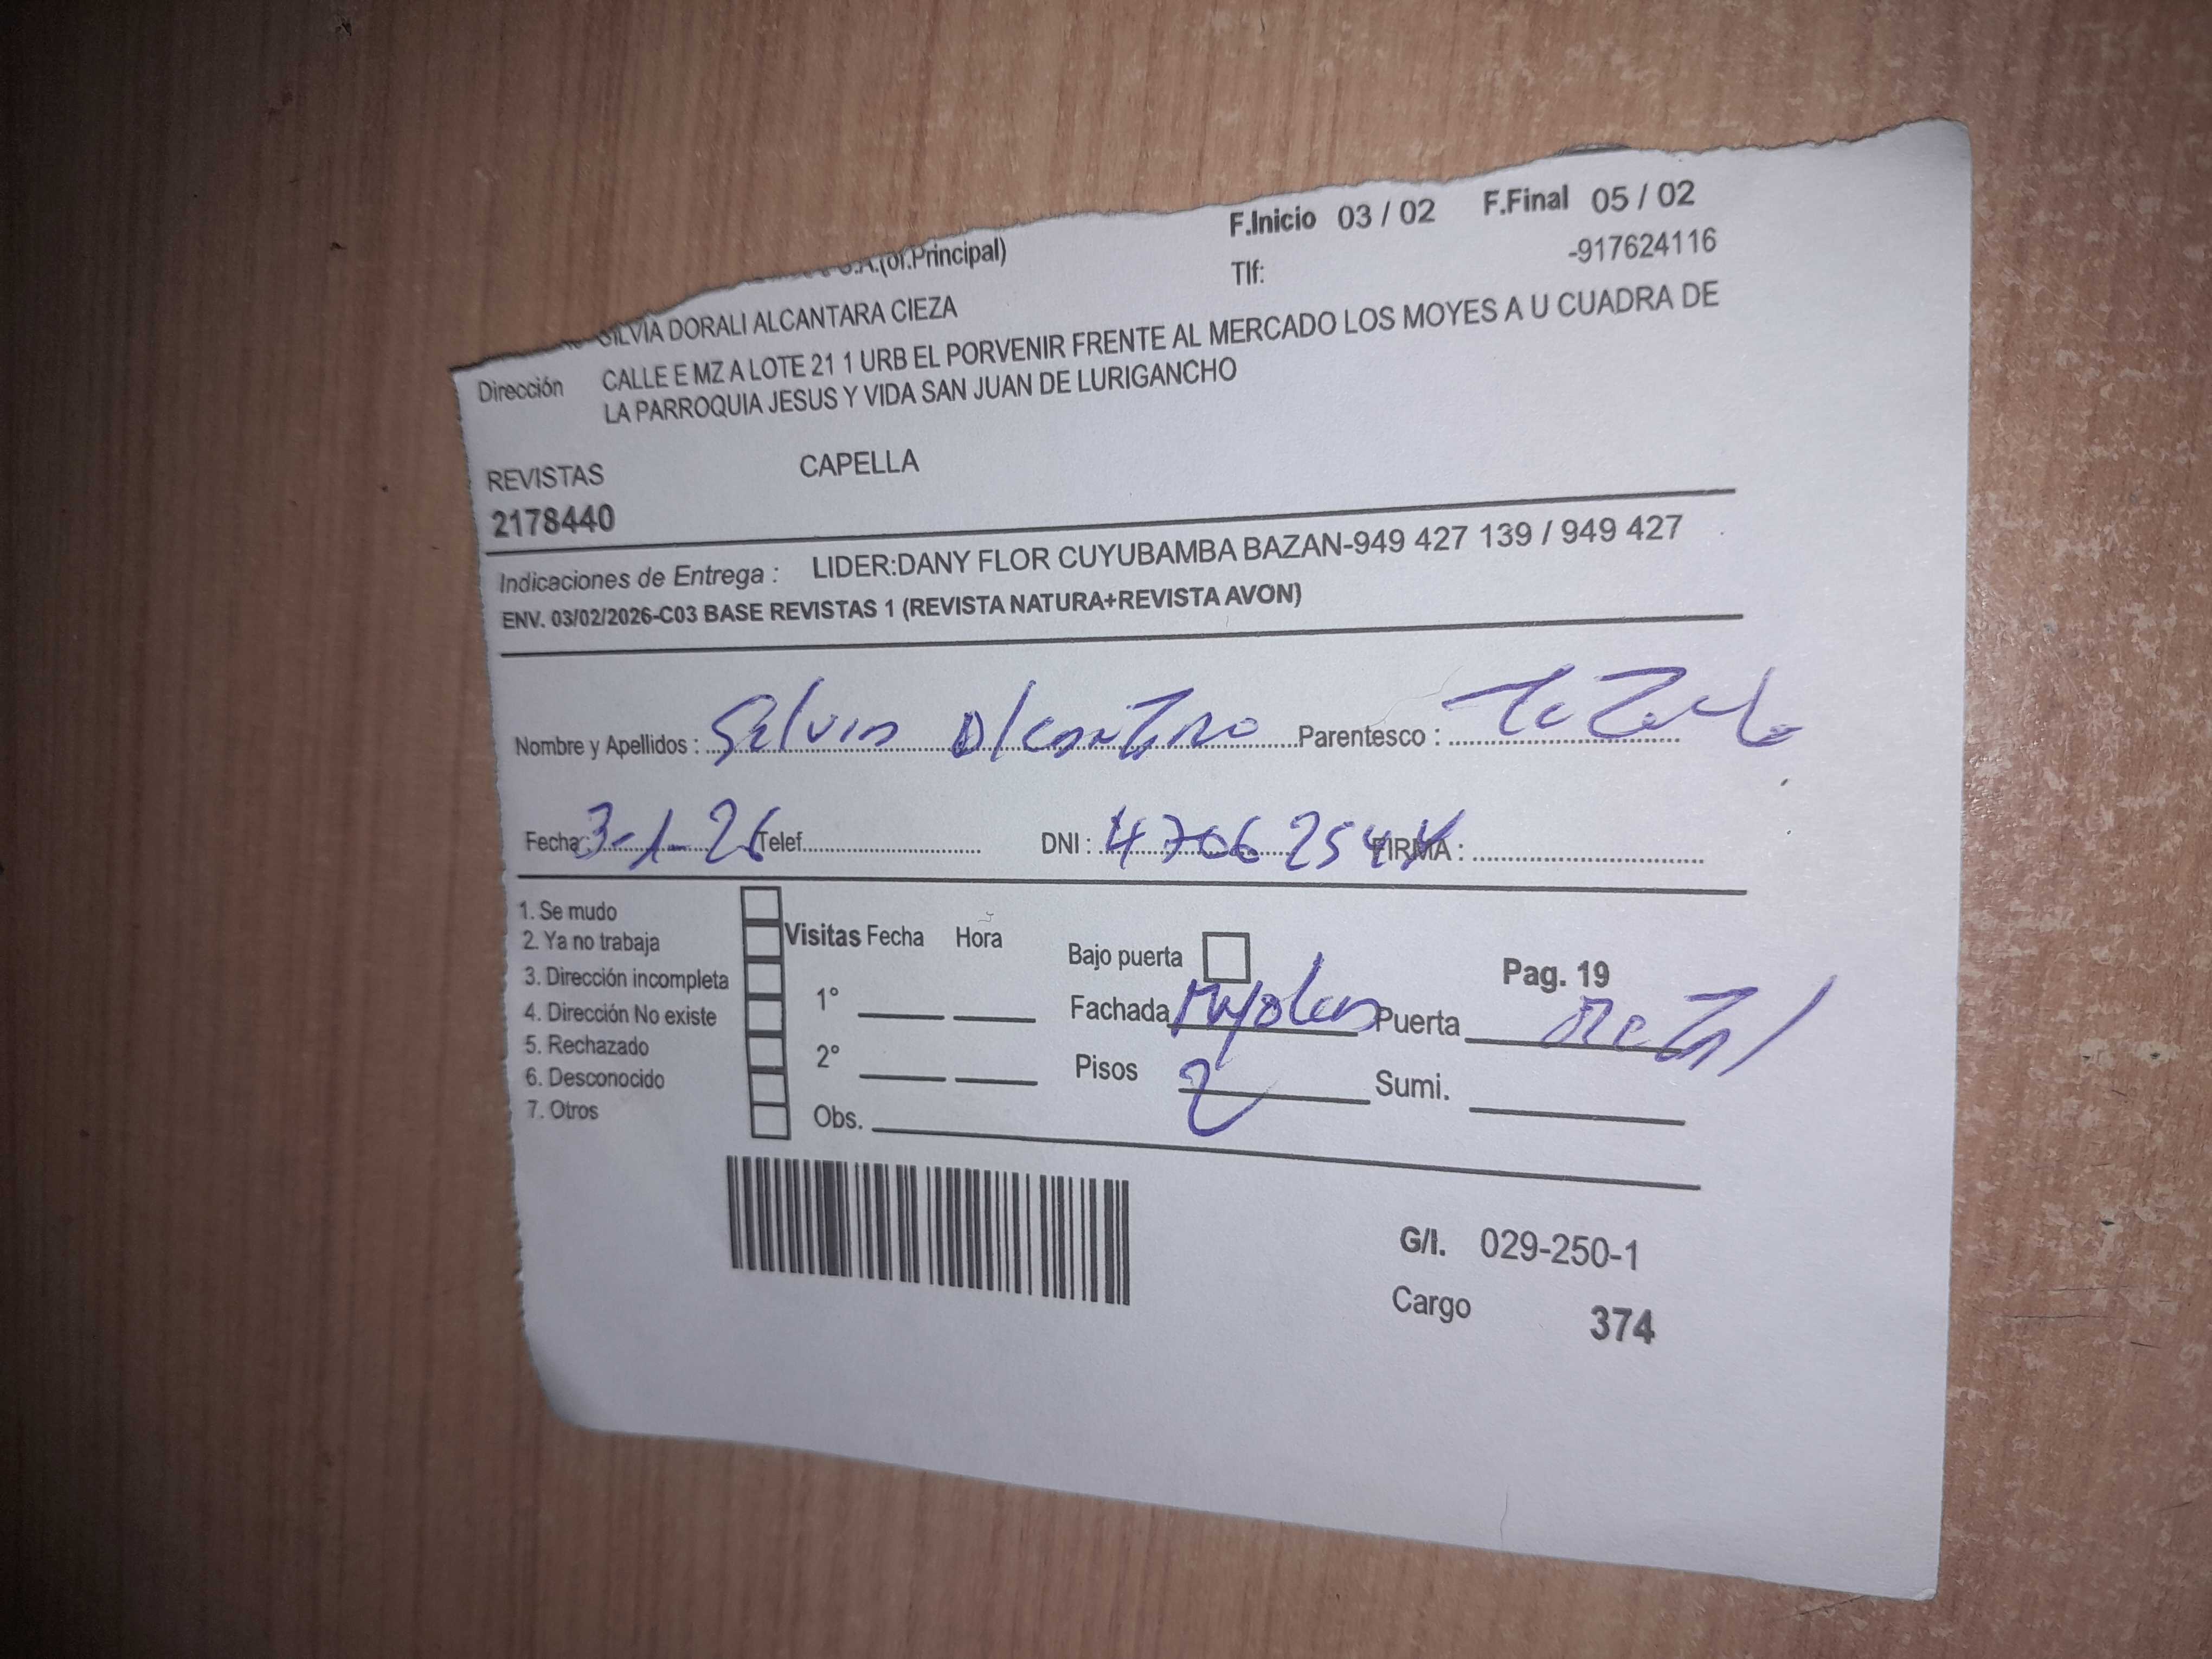 F.Inicio 03 / 02 F.Final 05 / 02
S.A.(of.Principal) Tlf: -917624116
SILVIA DORALI ALCANTARA CIEZA
Dirección CALLE E MZ A LOTE 21 1 URB EL PORVENIR FRENTE AL MERCADO LOS MOYES A U CUADRA DE
LA PARROQUIA JESUS Y VIDA SAN JUAN DE LURIGANCHO
REVISTAS CAPELLA
2178440
Indicaciones de Entrega : LIDER:DANY FLOR CUYUBAMBA BAZAN-949 427 139 / 949 427
ENV. 03/02/2026-C03 BASE REVISTAS 1 (REVISTA NATURA+REVISTA AVON)
Nombre y Apellidos : Silvia Alcantara Parentesco :
Fecha: 3-1-26 Telef. DNI : 4706254 FIRMA :
1. Se mudo
2. Ya no trabaja
3. Dirección incompleta
4. Dirección No existe
5. Rechazado
6. Desconocido
7. Otros
Visitas Fecha Hora
1°
2°
Obs.
Bajo puerta Pag. 19
Fachada Puerta Metal
Pisos 2 Sumi.
G/I. 029-250-1
Cargo 374